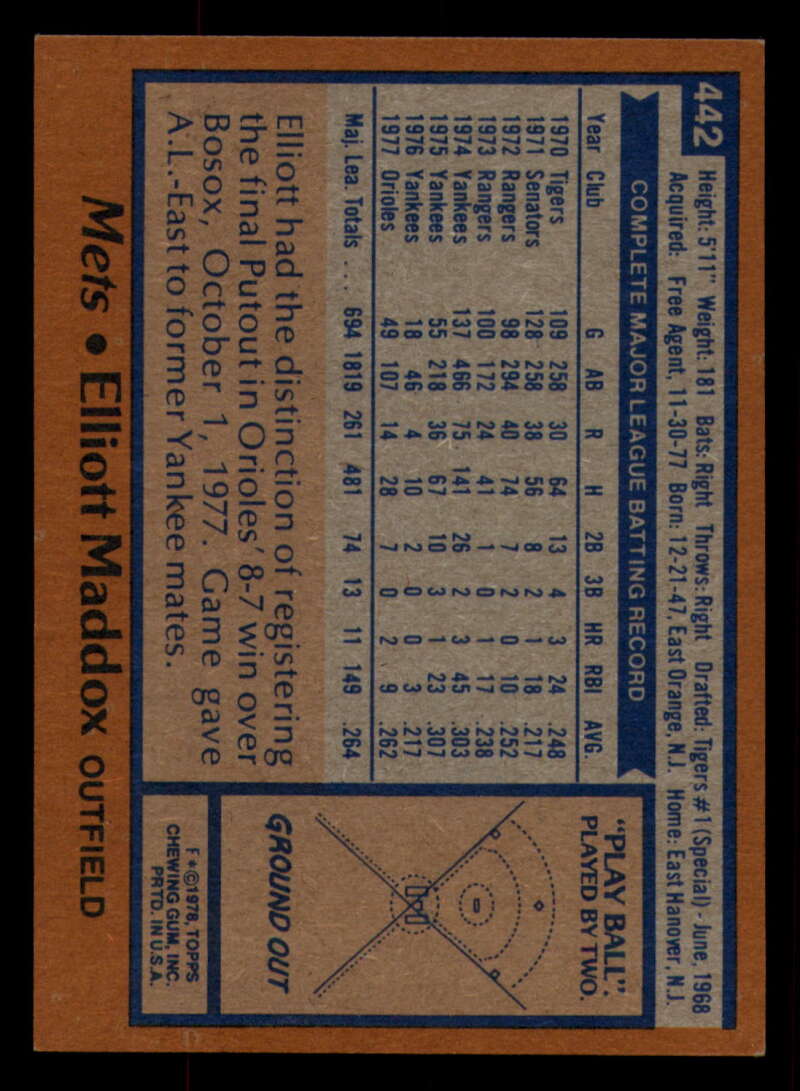 442
Height: 5'11" Weight: 181 Bats: Right Throws: Right Drafted: Tigers #1 (Special) - June, 1968
Acquired: Free Agent, 11-30-77 Born: 12-21-47, East Orange, N.J. Home: East Hanover, N.J.
COMPLETE MAJOR LEAGUE BATTING RECORD
Year Club G AB R H 2B 3B HR RBI AVG.
1970 Tigers 109 258 30 64 13 4 3 24 .248
1971 Senators 128 258 38 56 8 2 1 18 .217
1972 Rangers 98 294 40 74 7 2 0 10 .252
1973 Rangers 100 172 24 41 1 0 1 17 .238
1974 Yankees 137 466 75 141 26 2 3 45 .303
1975 Yankees 55 218 36 67 10 3 1 23 .307
1976 Yankees 18 46 4 10 2 0 0 3 .217
1977 Orioles 49 107 14 28 7 0 2 9 .262
Maj. Lea. Totals ... 694 1819 261 481 74 13 11 149 .264
Elliott had the distinction of registering
the final Putout in Orioles' 8-7 win over
Bosox, October 1, 1977. Game gave
A.L.-East to former Yankee mates.
"PLAY BALL":
PLAYED BY TWO.
GROUND OUT
F*©1978, TOPPS
CHEWING GUM, INC.
PRTD. IN U.S.A.
Mets • Elliott Maddox OUTFIELD